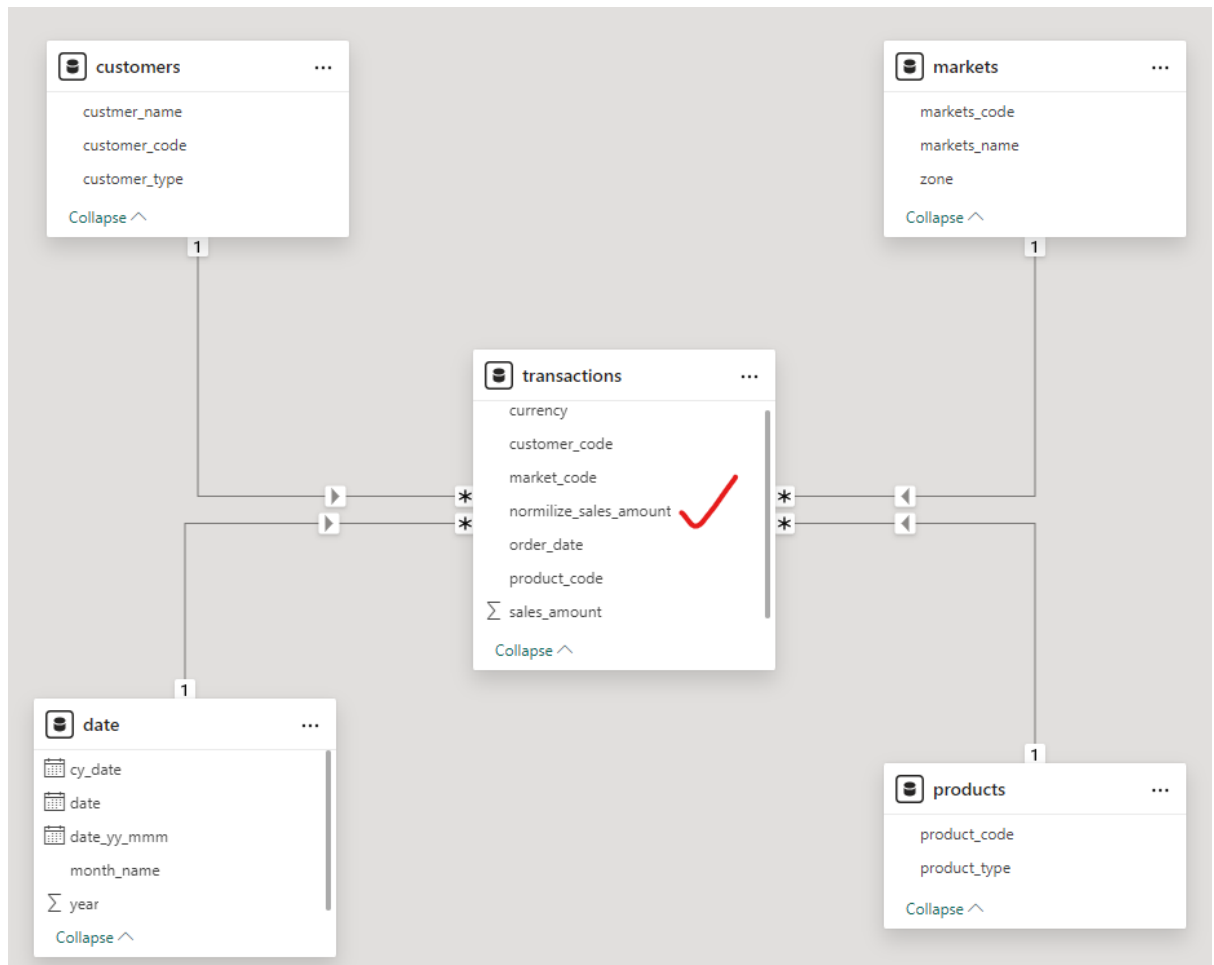 customers
...
custmer_name
customer_code
customer_type
Collapse
1
markets
...
markets_code
markets_name
zone
Collapse
1
transactions
...
currency
customer_code
market_code
normilize_sales_amount
order_date
product_code
∑ sales_amount
Collapse
*
*
*
*
1
date
...
cy_date
date
date_yy_mmm
month_name
∑ year
Collapse
1
products
...
product_code
product_type
Collapse